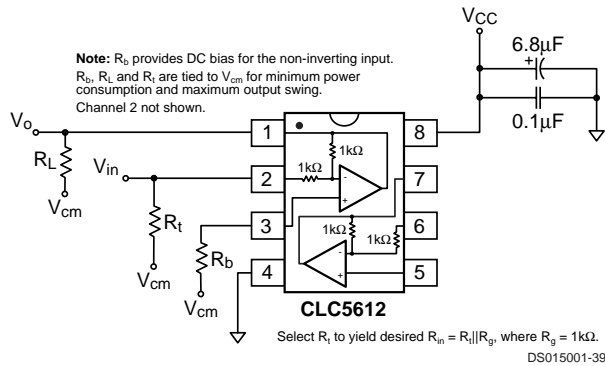 VCC
6.8µF
+
0.1µF
Note: Rb provides DC bias for the non-inverting input.
Rb, RL and Rt are tied to Vcm for minimum power
consumption and maximum output swing.
Channel 2 not shown.
Vo
RL
Vcm
Vin
Rt
Vcm
Rb
Vcm
1
2
3
4
8
7
6
5
1kΩ
1kΩ
-
+
1kΩ
1kΩ
-
+
CLC5612
Select Rt to yield desired Rin = Rt||Rg, where Rg = 1kΩ.
DS015001-39